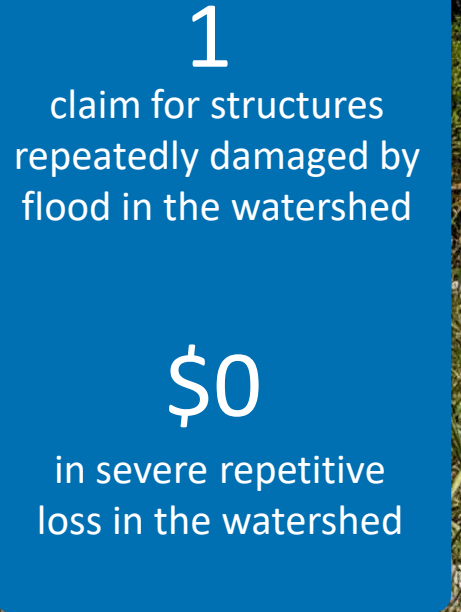 1
claim for structures
repeatedly damaged by
flood in the watershed
$0
in severe repetitive
loss in the watershed